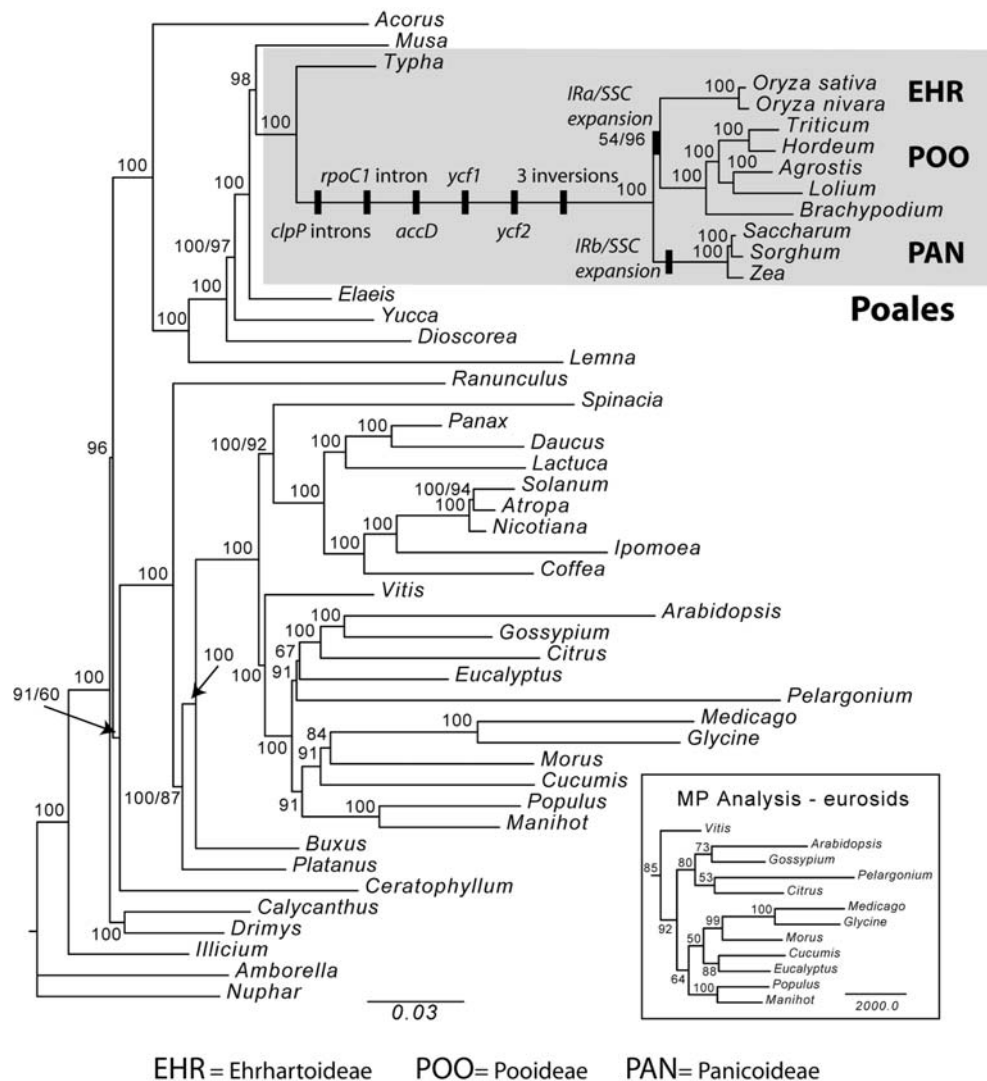 Acorus
Musa
Typha
98
100
IRa/SSC
expansion
54/96
100
Oryza sativa
Oryza nivara
EHR
100
100
Triticum
Hordeum
100
Agrostis
Lolium
100
Brachypodium
POO
100
rpoC1 intron
ycf1
3 inversions
clpP introns
accD
ycf2
IRb/SSC
expansion
100
100
Saccharum
Sorghum
Zea
PAN
Poales
100
100
100/97
100
Elaeis
Yucca
Dioscorea
Lemna
Ranunculus
Spinacia
96
100/92
100
100
Panax
Daucus
Lactuca
100
100/94
100
Solanum
Atropa
Nicotiana
100
100
Ipomoea
Coffea
100
100
Vitis
100
100
Arabidopsis
Gossypium
Citrus
67
91
Eucalyptus
Pelargonium
100
100
91/60
100
100
84
91
100
Medicago
Glycine
Morus
Cucumis
91
100
Populus
Manihot
100/87
100
Buxus
Platanus
Ceratophyllum
100
Calycanthus
Drimys
Illicium
Amborella
Nuphar
0.03
MP Analysis - eurosids
Vitis
85
80
73
Arabidopsis
Gossypium
53
Pelargonium
Citrus
92
99
100
Medicago
Glycine
Morus
50
88
Cucumis
Eucalyptus
64
100
Populus
Manihot
2000.0
EHR = Ehrhartoideae POO= Pooideae PAN= Panicoideae